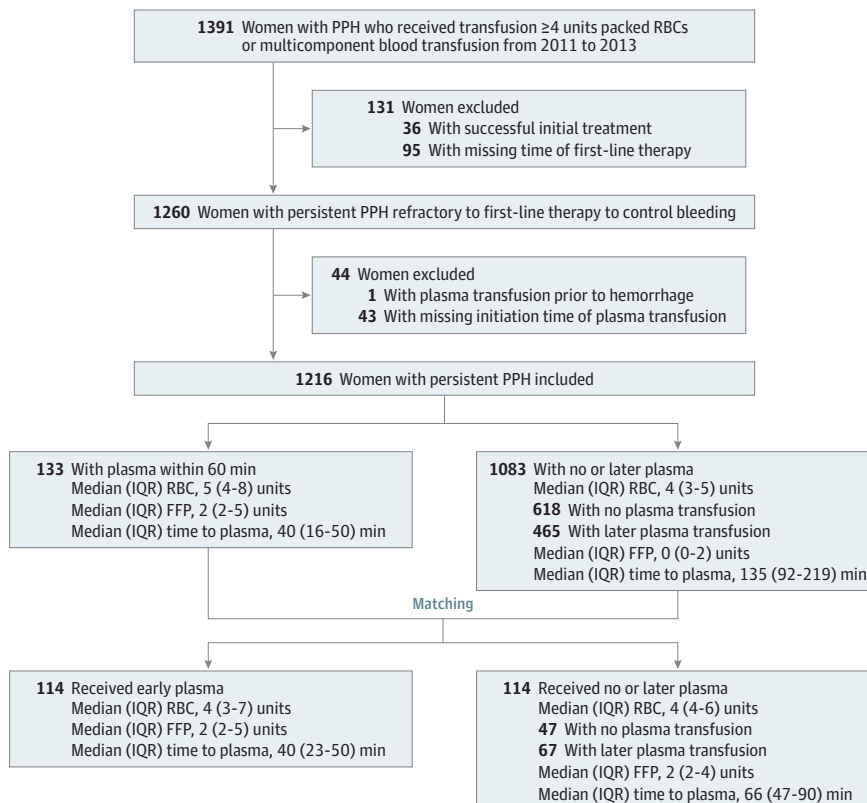 1391 Women with PPH who received transfusion ≥4 units packed RBCs
or multicomponent blood transfusion from 2011 to 2013
131 Women excluded
36 With successful initial treatment
95 With missing time of first-line therapy
1260 Women with persistent PPH refractory to first-line therapy to control bleeding
44 Women excluded
1 With plasma transfusion prior to hemorrhage
43 With missing initiation time of plasma transfusion
1216 Women with persistent PPH included
133 With plasma within 60 min
Median (IQR) RBC, 5 (4-8) units
Median (IQR) FFP, 2 (2-5) units
Median (IQR) time to plasma, 40 (16-50) min
1083 With no or later plasma
Median (IQR) RBC, 4 (3-5) units
618 With no plasma transfusion
465 With later plasma transfusion
Median (IQR) FFP, 0 (0-2) units
Median (IQR) time to plasma, 135 (92-219) min
Matching
114 Received early plasma
Median (IQR) RBC, 4 (3-7) units
Median (IQR) FFP, 2 (2-5) units
Median (IQR) time to plasma, 40 (23-50) min
114 Received no or later plasma
Median (IQR) RBC, 4 (4-6) units
47 With no plasma transfusion
67 With later plasma transfusion
Median (IQR) FFP, 2 (2-4) units
Median (IQR) time to plasma, 66 (47-90) min